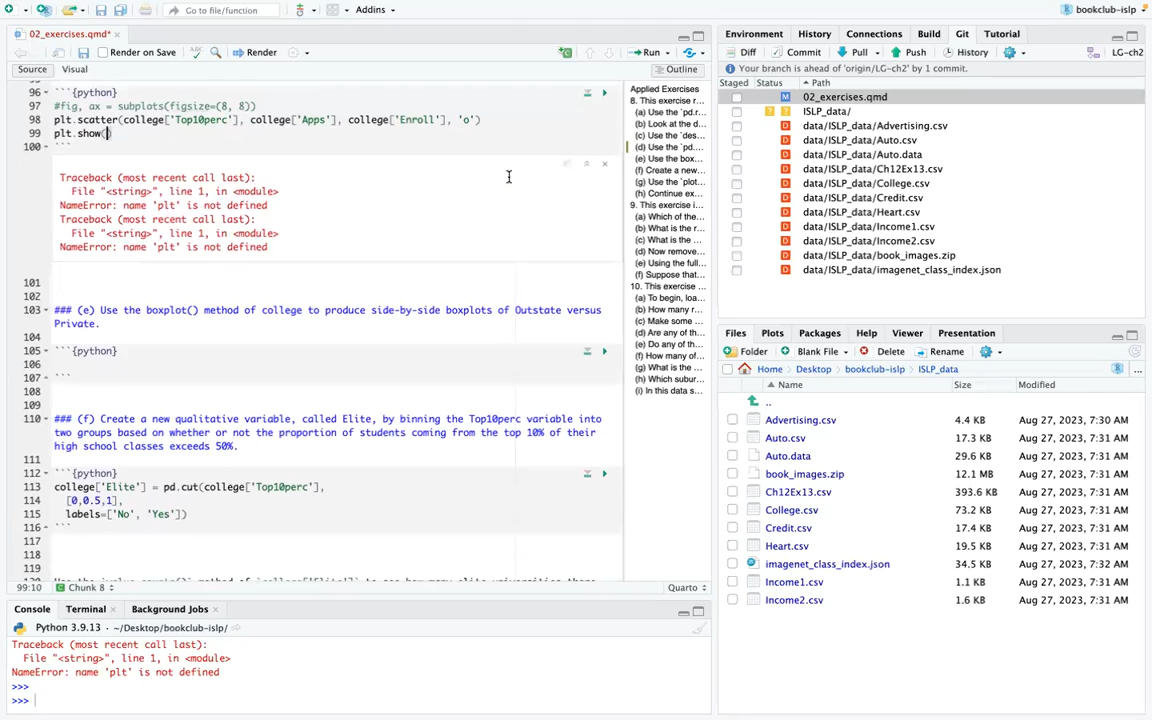 Go to file/function
Addins
bookclub-islp
02_exercises.qmd*
Render on Save
Render
Run
Source
Visual
Outline
96
```{python}
97
#fig, ax = subplots(figsize=(8, 8))
98
plt.scatter(college['Top10perc'], college['Apps'], college['Enroll'], 'o')
99
plt.show()
100
```
Traceback (most recent call last):
File "<string>", line 1, in <module>
NameError: name 'plt' is not defined
Traceback (most recent call last):
File "<string>", line 1, in <module>
NameError: name 'plt' is not defined
101
102
103
### (e) Use the boxplot() method of college to produce side-by-side boxplots of Outstate versus
Private.
104
105
```{python}
106
107
```
108
109
110
### (f) Create a new qualitative variable, called Elite, by binning the Top10perc variable into
two groups based on whether or not the proportion of students coming from the top 10% of their
high school classes exceeds 50%.
111
112
```{python}
113
college['Elite'] = pd.cut(college['Top10perc'],
114
[0,0.5,1],
115
labels=['No', 'Yes'])
116
```
117
118
119
99:10
Chunk 8
Quarto
Applied Exercises
8. This exercise r...
(a) Use the `pd.r...
(b) Look at the d...
(c) Use the `des...
(d) Use the `pd....
(e) Use the box...
(f) Create a new...
(g) Use the `plot...
(h) Continue ex...
9. This exercise i...
(a) Which of the...
(b) What is the r...
(c) What is the ...
(d) Now remove...
(e) Using the full...
(f) Suppose that...
10. This exercise ...
(a) To begin, loa...
(b) How many r...
(c) Make some ...
(d) Are any of th...
(e) Do any of th...
(f) How many of...
(g) What is the...
(h) Which subur...
(i) In this data s...
Console
Terminal
Background Jobs
Python 3.9.13 · ~/Desktop/bookclub-islp/
Traceback (most recent call last):
File "<string>", line 1, in <module>
NameError: name 'plt' is not defined
>>>
>>>
Environment
History
Connections
Build
Git
Tutorial
Diff
Commit
Pull
Push
History
LG-ch2
Your branch is ahead of 'origin/LG-ch2' by 1 commit.
Staged
Status
Path
M
02_exercises.qmd
? ?
ISLP_data/
D
data/ISLP_data/Advertising.csv
D
data/ISLP_data/Auto.csv
D
data/ISLP_data/Auto.data
D
data/ISLP_data/Ch12Ex13.csv
D
data/ISLP_data/College.csv
D
data/ISLP_data/Credit.csv
D
data/ISLP_data/Heart.csv
D
data/ISLP_data/Income1.csv
D
data/ISLP_data/Income2.csv
D
data/ISLP_data/book_images.zip
D
data/ISLP_data/imagenet_class_index.json
Files
Plots
Packages
Help
Viewer
Presentation
Folder
Blank File
Delete
Rename
Home
Desktop
bookclub-islp
ISLP_data
...
Name
Size
Modified
..
Advertising.csv
4.4 KB
Aug 27, 2023, 7:30 AM
Auto.csv
17.3 KB
Aug 27, 2023, 7:31 AM
Auto.data
29.6 KB
Aug 27, 2023, 7:31 AM
book_images.zip
12.1 MB
Aug 27, 2023, 7:31 AM
Ch12Ex13.csv
393.6 KB
Aug 27, 2023, 7:31 AM
College.csv
73.2 KB
Aug 27, 2023, 7:31 AM
Credit.csv
17.4 KB
Aug 27, 2023, 7:31 AM
Heart.csv
19.5 KB
Aug 27, 2023, 7:31 AM
imagenet_class_index.json
34.5 KB
Aug 27, 2023, 7:32 AM
Income1.csv
1.1 KB
Aug 27, 2023, 7:31 AM
Income2.csv
1.6 KB
Aug 27, 2023, 7:31 AM